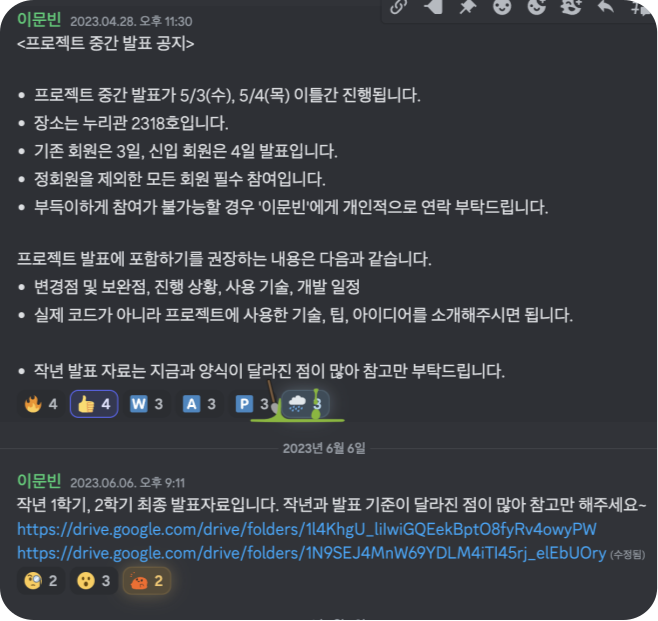 이문빈 2023.04.28. 오후 11:30
<프로젝트 중간 발표 공지>
• 프로젝트 중간 발표가 5/3(수), 5/4(목) 이틀간 진행됩니다.
• 장소는 누리관 2318호입니다.
• 기존 회원은 3일, 신입 회원은 4일 발표입니다.
• 정회원을 제외한 모든 회원 필수 참여입니다.
• 부득이하게 참여가 불가능할 경우 '이문빈'에게 개인적으로 연락 부탁드립니다.
프로젝트 발표에 포함하기를 권장하는 내용은 다음과 같습니다.
• 변경점 및 보완점, 진행 상황, 사용 기술, 개발 일정
• 실제 코드가 아니라 프로젝트에 사용한 기술, 팁, 아이디어를 소개해주시면 됩니다.
• 작년 발표 자료는 지금과 양식이 달라진 점이 많아 참고만 부탁드립니다.
4 4 W 3 A 3 P 3 3
2023년 6월 6일
이문빈 2023.06.06. 오후 9:11
작년 1학기, 2학기 최종 발표자료입니다. 작년과 발표 기준이 달라진 점이 많아 참고만 해주세요~
https://drive.google.com/drive/folders/1l4KhgU_liIwiGQEekBptO8fyRv4owyPW
https://drive.google.com/drive/folders/1N9SEJ4MnW69YDLM4iTI45rj_elEbUOry (수정됨)
2 3 2